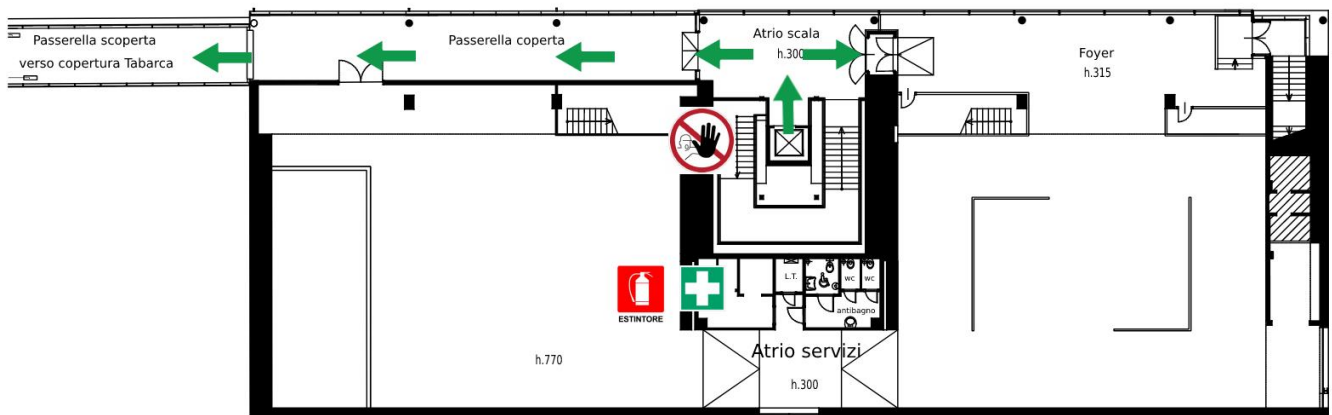 Passerella scoperta
verso copertura Tabarca
Passerella coperta
Atrio scala
h.300
Foyer
h.315
ESTINTORE
L.T.
wc
wc
antibagno
h.770
Atrio servizi
h.300